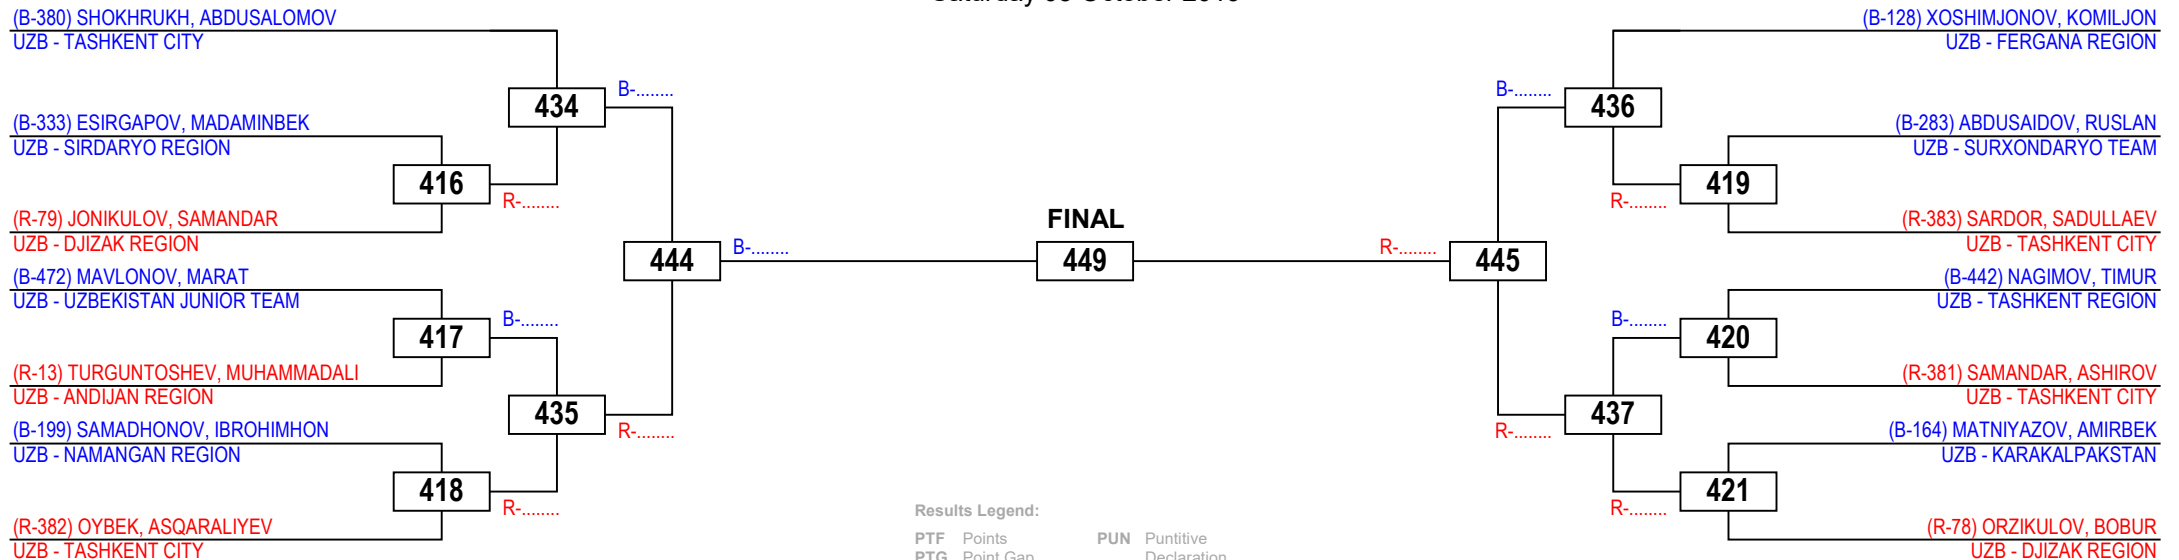 (B-380) SHOKHRUKH, ABDUSALOMOV
UZB - TASHKENT CITY
(B-333) ESIRGAPOV, MADAMINBEK
UZB - SIRDARYO REGION
(R-79) JONIKULOV, SAMANDAR
UZB - DJIZAK REGION
(B-472) MAVLONOV, MARAT
UZB - UZBEKISTAN JUNIOR TEAM
(R-13) TURGUNTOSHEV, MUHAMMADALI
UZB - ANDIJAN REGION
(B-199) SAMADHONOV, IBROHIMHON
UZB - NAMANGAN REGION
(R-382) OYBEK, ASQARALIYEV
UZB - TASHKENT CITY
416
R-........
417
B-........
418
R-........
434
B-........
435
R-........
444
B-........
FINAL
449
R-........
445
B-........
436
R-........
437
R-........
419
B-........
420
R-........
421
(B-128) XOSHIMJONOV, KOMILJON
UZB - FERGANA REGION
(B-283) ABDUSAIDOV, RUSLAN
UZB - SURXONDARYO TEAM
(R-383) SARDOR, SADULLAEV
UZB - TASHKENT CITY
(B-442) NAGIMOV, TIMUR
UZB - TASHKENT REGION
(R-381) SAMANDAR, ASHIROV
UZB - TASHKENT CITY
(B-164) MATNIYAZOV, AMIRBEK
UZB - KARAKALPAKSTAN
(R-78) ORZIKULOV, BOBUR
UZB - DJIZAK REGION
Results Legend:
PTF Points PUN Puntitive
PTG Point Gap Declaration